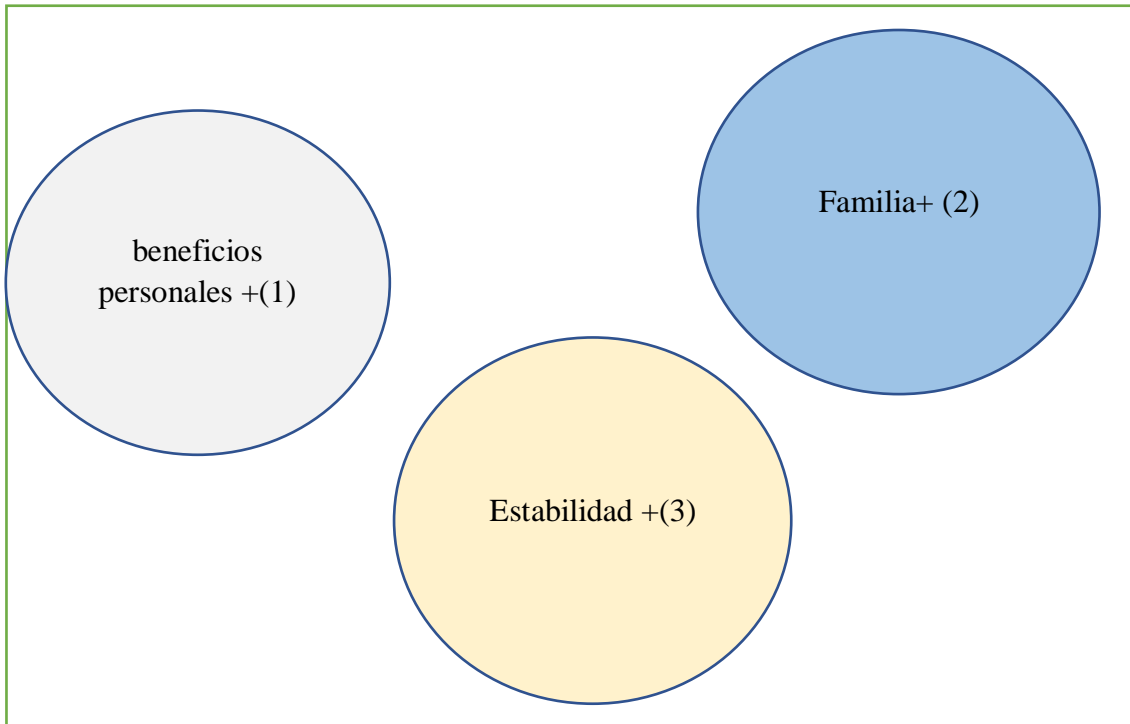 beneficios
personales +(1)
Familia+ (2)
Estabilidad +(3)